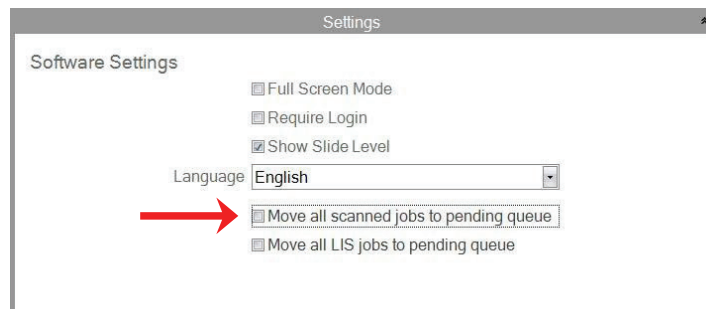 Settings
Software Settings
Full Screen Mode
Require Login
Show Slide Level
Language English
Move all scanned jobs to pending queue
Move all LIS jobs to pending queue